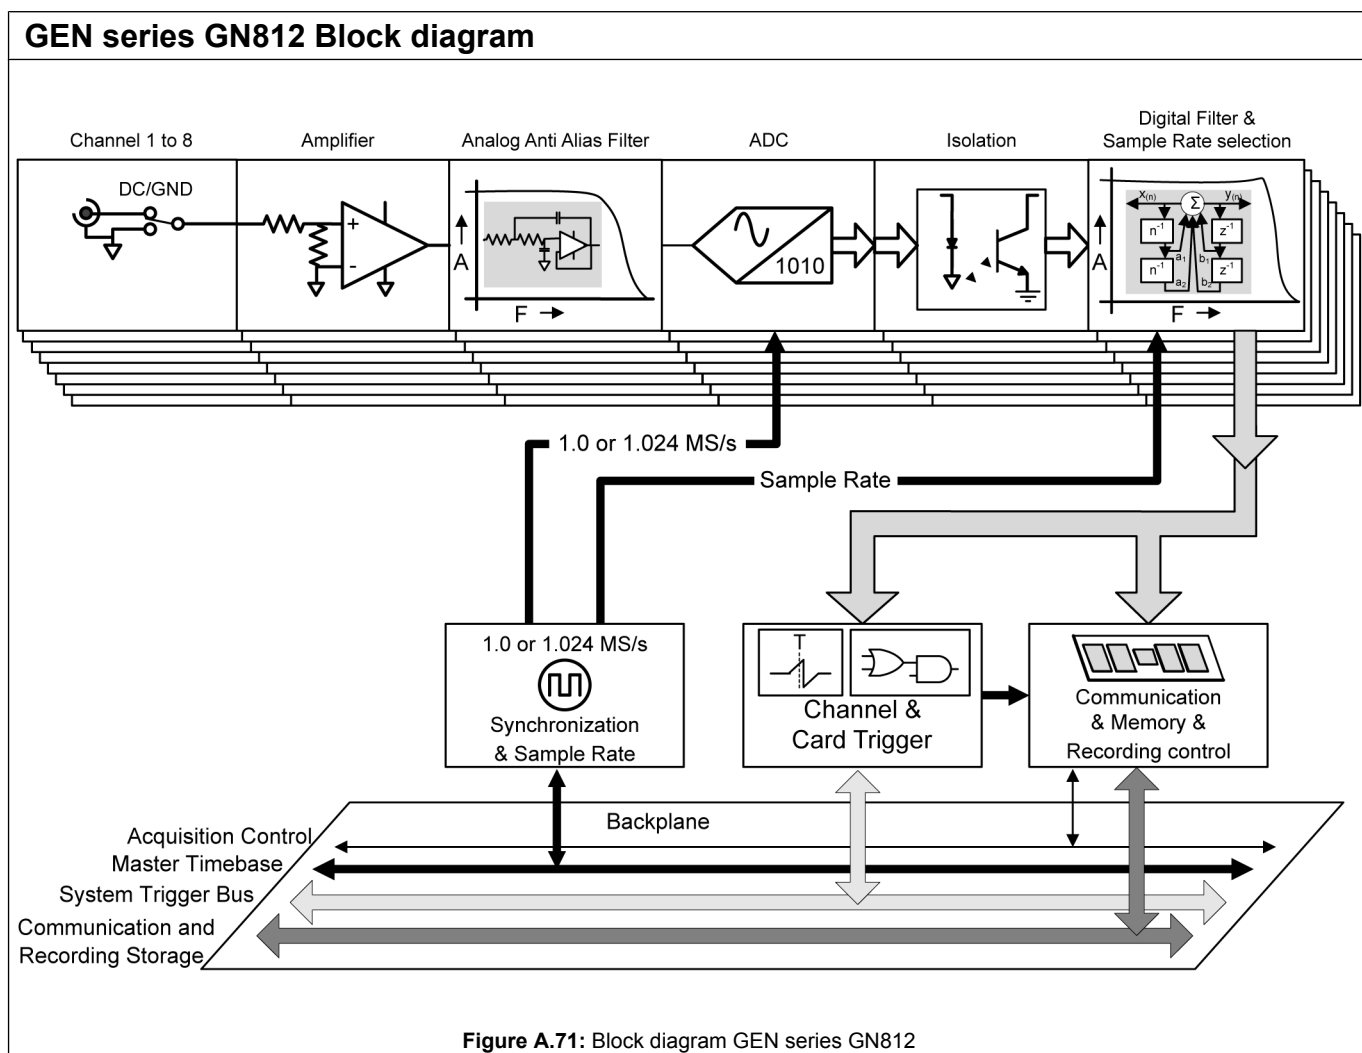 GEN series GN812 Block diagram
Channel 1 to 8
Amplifier
Analog Anti Alias Filter
ADC
Isolation
Digital Filter &
Sample Rate selection
DC/GND
+
-
A
F
1010
A
F
x(n)
Σ
y(n)
n-1
z-1
a1
b1
n-1
z-1
a2
b2
1.0 or 1.024 MS/s
Sample Rate
1.0 or 1.024 MS/s
Synchronization
& Sample Rate
T
Channel &
Card Trigger
Communication
& Memory &
Recording control
Backplane
Acquisition Control
Master Timebase
System Trigger Bus
Communication and
Recording Storage
Figure A.71: Block diagram GEN series GN812